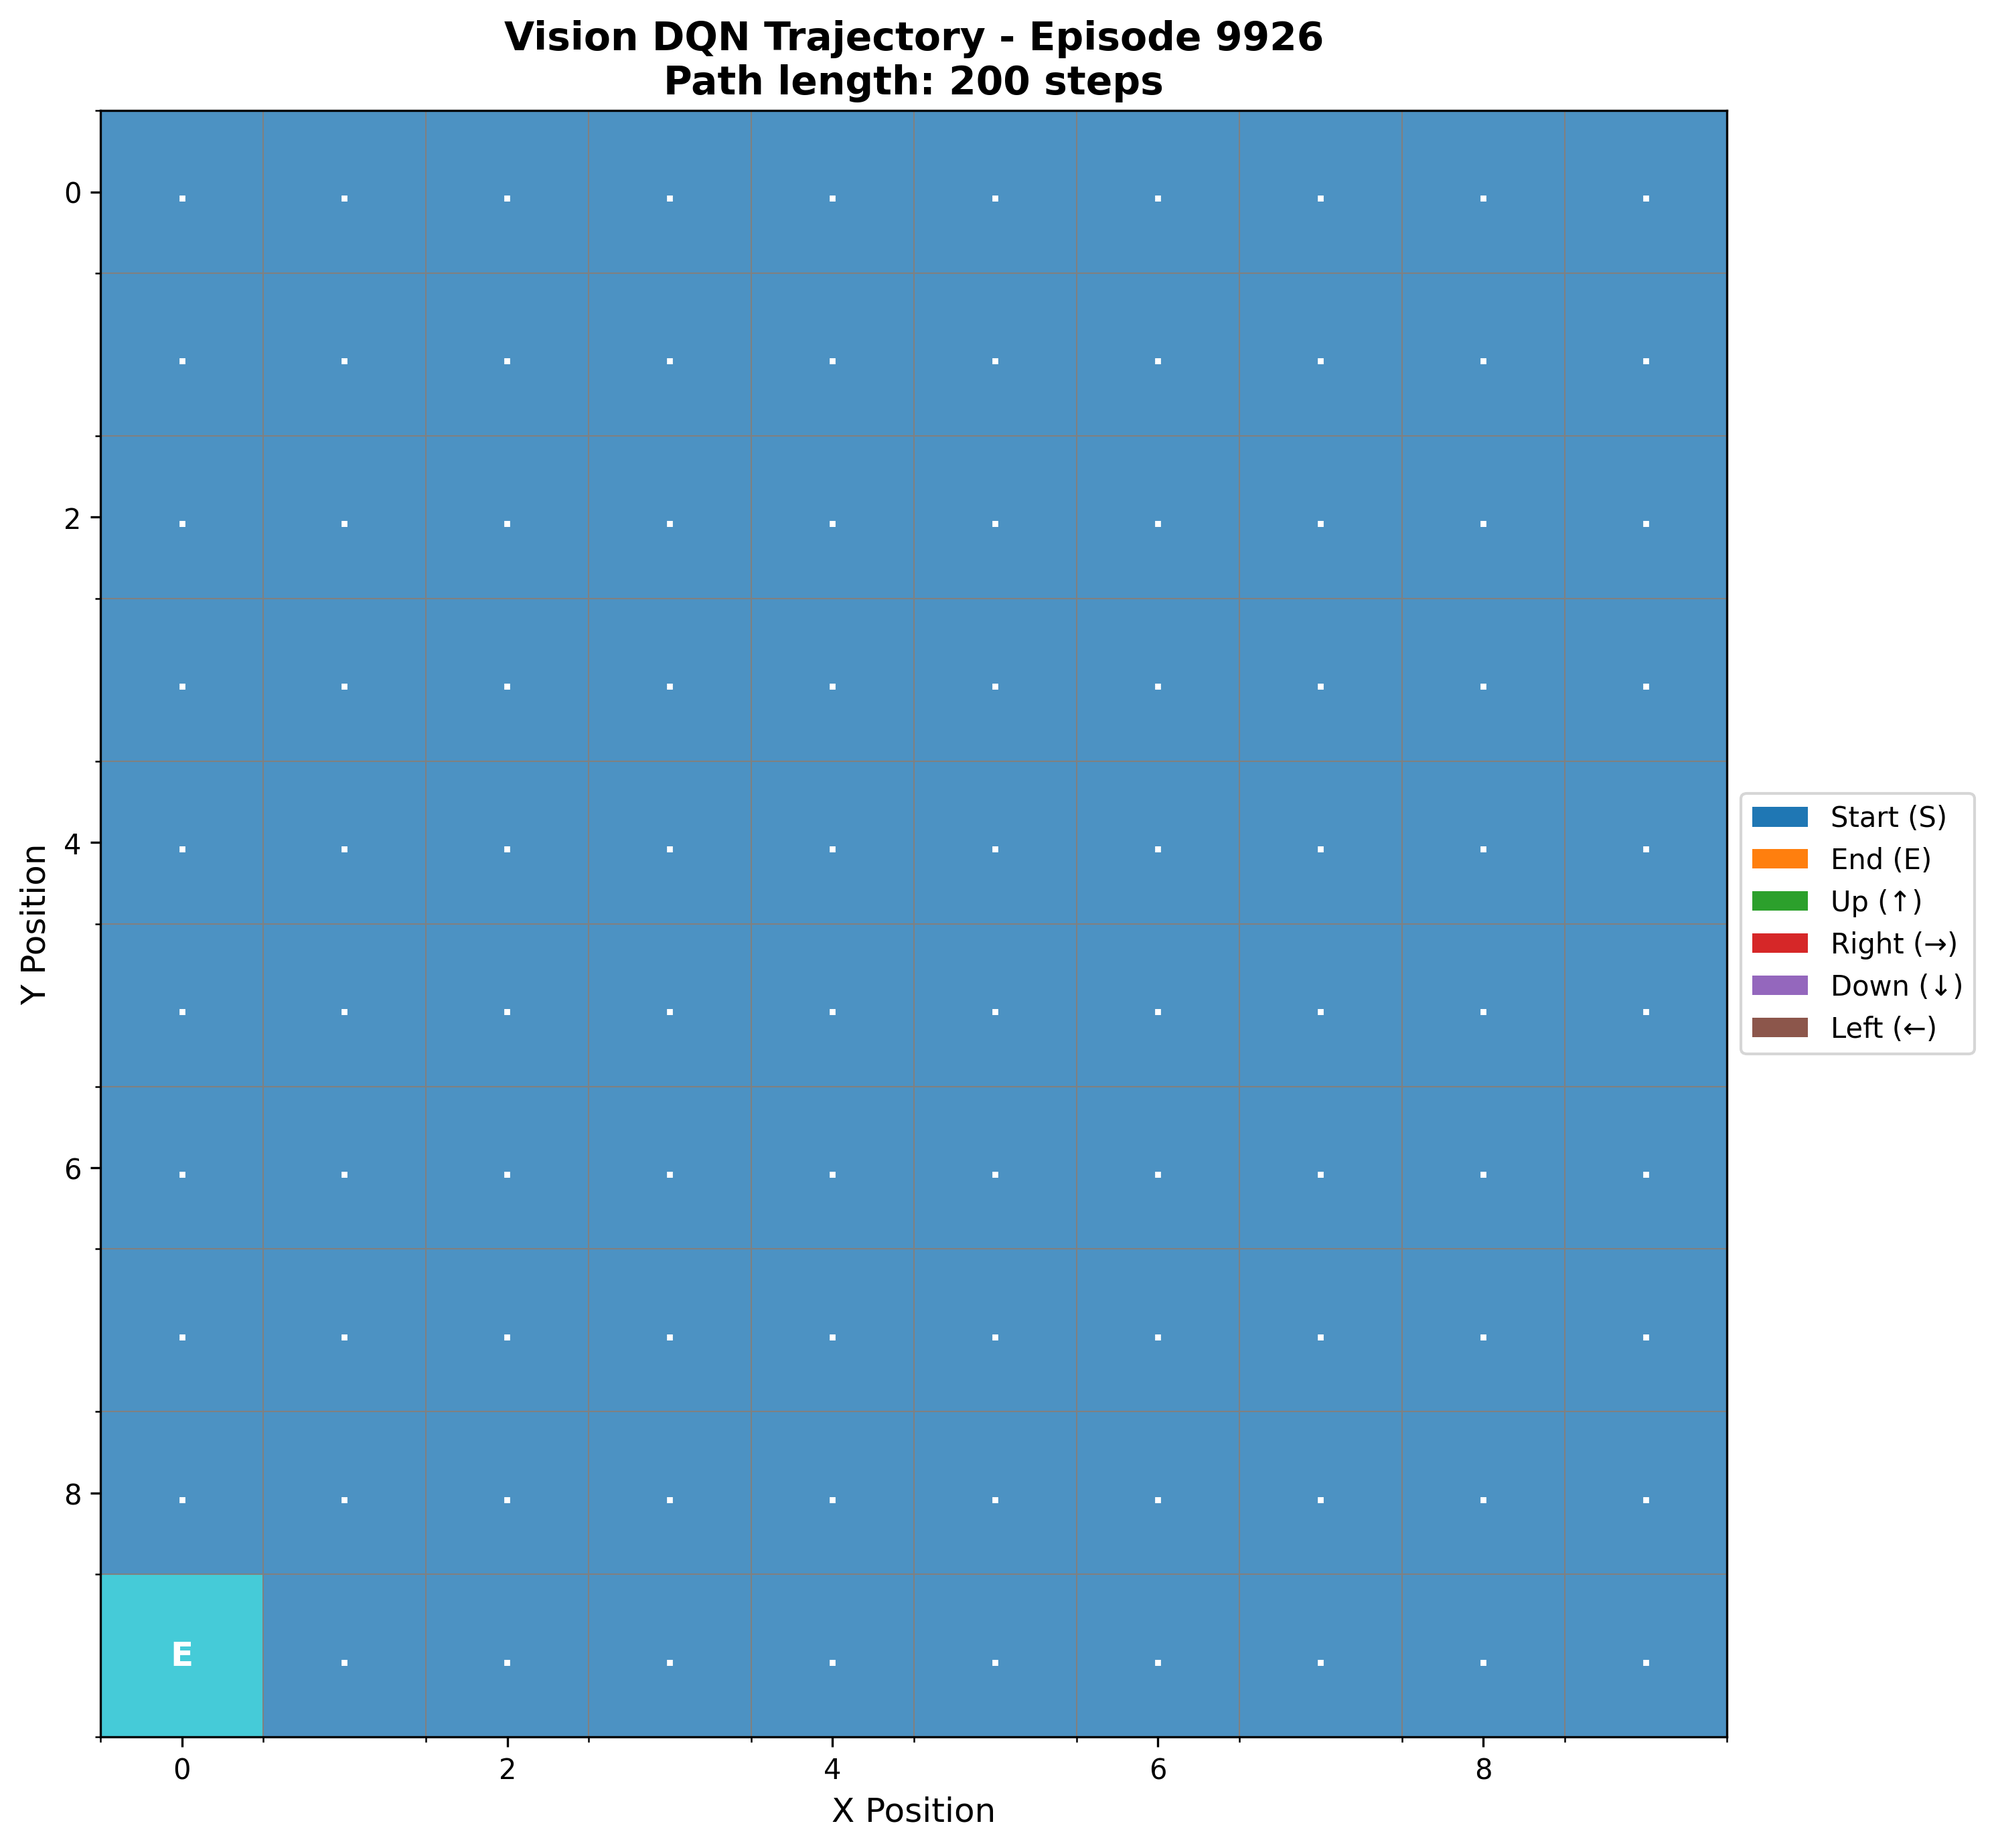 Vision DQN Trajectory - Episode 9926
Path length: 200 steps
0
2
4
6
8
Y Position
E
0 2 4 6 8
X Position
Start (S)
End (E)
Up (↑)
Right (→)
Down (↓)
Left (←)